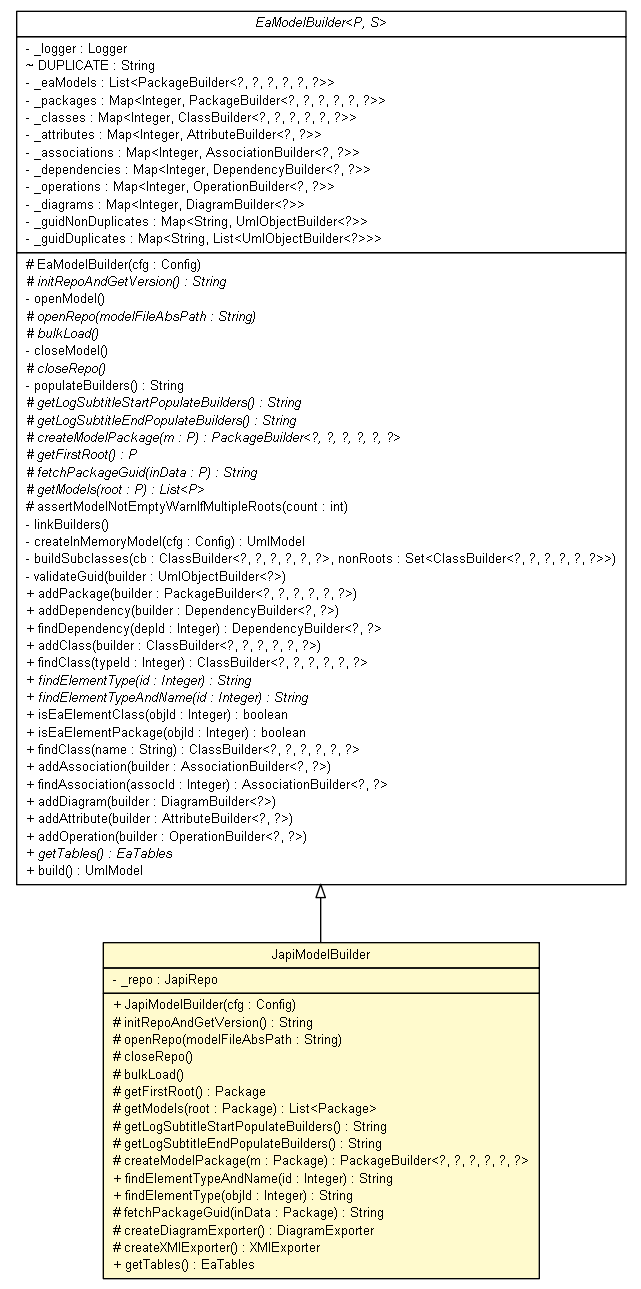 EaModelBuilder<P, S>
- _logger : Logger
~ DUPLICATE : String
- _eaModels : List<PackageBuilder<?, ?, ?, ?, ?, ?>>
- _packages : Map<Integer, PackageBuilder<?, ?, ?, ?, ?, ?>>
- _classes : Map<Integer, ClassBuilder<?, ?, ?, ?, ?, ?>>
- _attributes : Map<Integer, AttributeBuilder<?, ?>>
- _associations : Map<Integer, AssociationBuilder<?, ?>>
- _dependencies : Map<Integer, DependencyBuilder<?, ?>>
- _operations : Map<Integer, OperationBuilder<?, ?>>
- _diagrams : Map<Integer, DiagramBuilder<?>>
- _guidNonDuplicates : Map<String, UmlObjectBuilder<?>>
- _guidDuplicates : Map<String, List<UmlObjectBuilder<?>>>
# EaModelBuilder(cfg : Config)
# initRepoAndGetVersion() : String
- openModel()
# openRepo(modelFileAbsPath : String)
# bulkLoad()
- closeModel()
# closeRepo()
- populateBuilders() : String
# getLogSubtitleStartPopulateBuilders() : String
# getLogSubtitleEndPopulateBuilders() : String
# createModelPackage(m : P) : PackageBuilder<?, ?, ?, ?, ?, ?>
# getFirstRoot() : P
# fetchPackageGuid(inData : P) : String
# getModels(root : P) : List<P>
# assertModelNotEmptyWarnIfMultipleRoots(count : int)
- linkBuilders()
- createInMemoryModel(cfg : Config) : UmlModel
- buildSubclasses(cb : ClassBuilder<?, ?, ?, ?, ?, ?>, nonRoots : Set<ClassBuilder<?, ?, ?, ?, ?, ?>>)
- validateGuid(builder : UmlObjectBuilder<?>)
+ addPackage(builder : PackageBuilder<?, ?, ?, ?, ?, ?>)
+ addDependency(builder : DependencyBuilder<?, ?>)
+ findDependency(depId : Integer) : DependencyBuilder<?, ?>
+ addClass(builder : ClassBuilder<?, ?, ?, ?, ?, ?>)
+ findClass(typeId : Integer) : ClassBuilder<?, ?, ?, ?, ?, ?>
+ findElementType(id : Integer) : String
+ findElementTypeAndName(id : Integer) : String
+ isEaElementClass(objId : Integer) : boolean
+ isEaElementPackage(objId : Integer) : boolean
+ findClass(name : String) : ClassBuilder<?, ?, ?, ?, ?, ?>
+ addAssociation(builder : AssociationBuilder<?, ?>)
+ findAssociation(assocId : Integer) : AssociationBuilder<?, ?>
+ addDiagram(builder : DiagramBuilder<?>)
+ addAttribute(builder : AttributeBuilder<?, ?>)
+ addOperation(builder : OperationBuilder<?, ?>)
+ getTables() : EaTables
+ build() : UmlModel
JapiModelBuilder
- _repo : JapiRepo
+ JapiModelBuilder(cfg : Config)
# initRepoAndGetVersion() : String
# openRepo(modelFileAbsPath : String)
# closeRepo()
# bulkLoad()
# getFirstRoot() : Package
# getModels(root : Package) : List<Package>
# getLogSubtitleStartPopulateBuilders() : String
# getLogSubtitleEndPopulateBuilders() : String
# createModelPackage(m : Package) : PackageBuilder<?, ?, ?, ?, ?, ?>
+ findElementTypeAndName(id : Integer) : String
+ findElementType(objId : Integer) : String
# fetchPackageGuid(inData : Package) : String
# createDiagramExporter() : DiagramExporter
# createXMIExporter() : XMIExporter
+ getTables() : EaTables